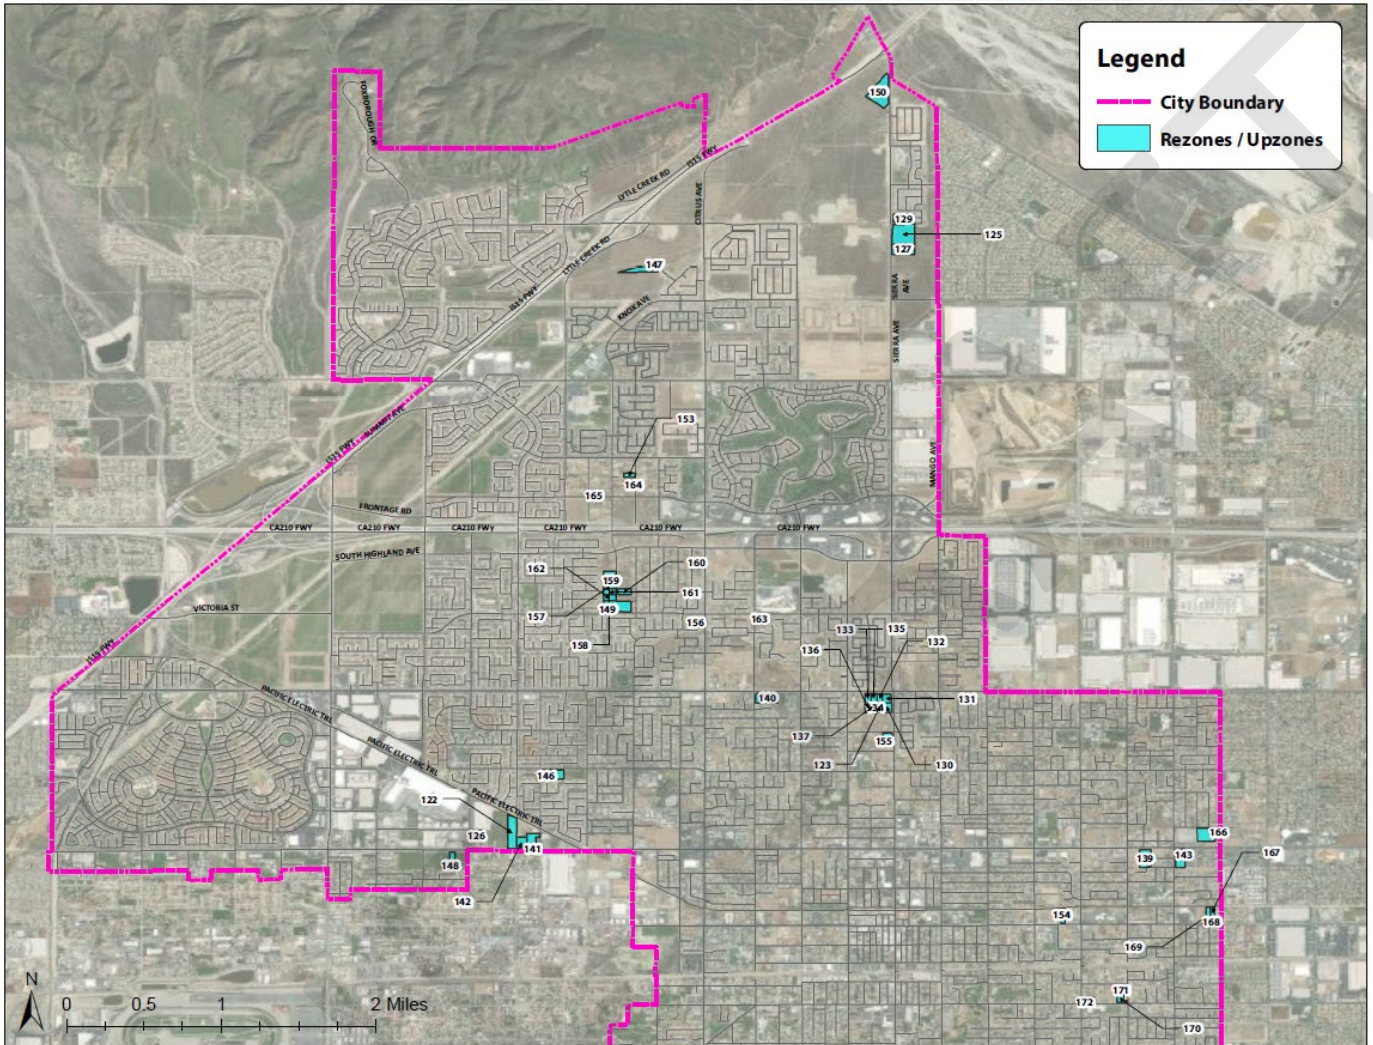 Legend
City Boundary
Rezones / Upzones
150
FOXBOROUGH DR
IS15 FWY
LYTLE CREEK RD
CITRUS AVE
129
125
127
LYTLE CREEK RD
147
SIERRA AVE
IS15 FWY
KNOX AVE
SIERRA AVE
SUMMIT AVE
153
IS15 FWY
MANGO AVE
164
165
FRONTAGE RD
CA210 FWY
CA210 FWY
CA210 FWY
CA210 FWY
CA210 FWY
CA210 FWY
SOUTH HIGHLAND AVE
162
160
159
161
VICTORIA ST
157
149
156
163
158
133
135
136
132
IS15 FWY
140
131
PACIFIC ELECTRIC TRL
134
137
155
123
130
PACIFIC ELECTRIC TRL
146
122
PACIFIC ELECTRIC TRL
126
141
166
148
139
143
167
142
154
168
169
171
172
170
N
0 0.5 1 2 Miles